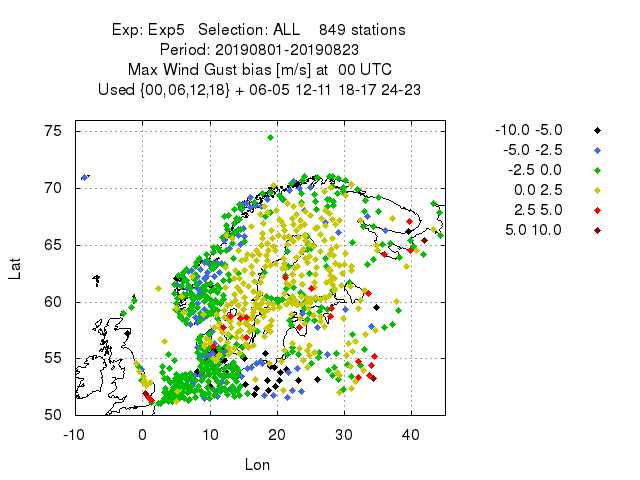 Exp: Exp5 Selection: ALL 849 stations
Period: 20190801-20190823
Max Wind Gust bias [m/s] at 00 UTC
Used {00,06,12,18} + 06-05 12-11 18-17 24-23
-10.0 -5.0
-5.0 -2.5
-2.5 0.0
0.0 2.5
2.5 5.0
5.0 10.0
75
70
65
60
55
50
Lat
-10 0 10 20 30 40
Lon